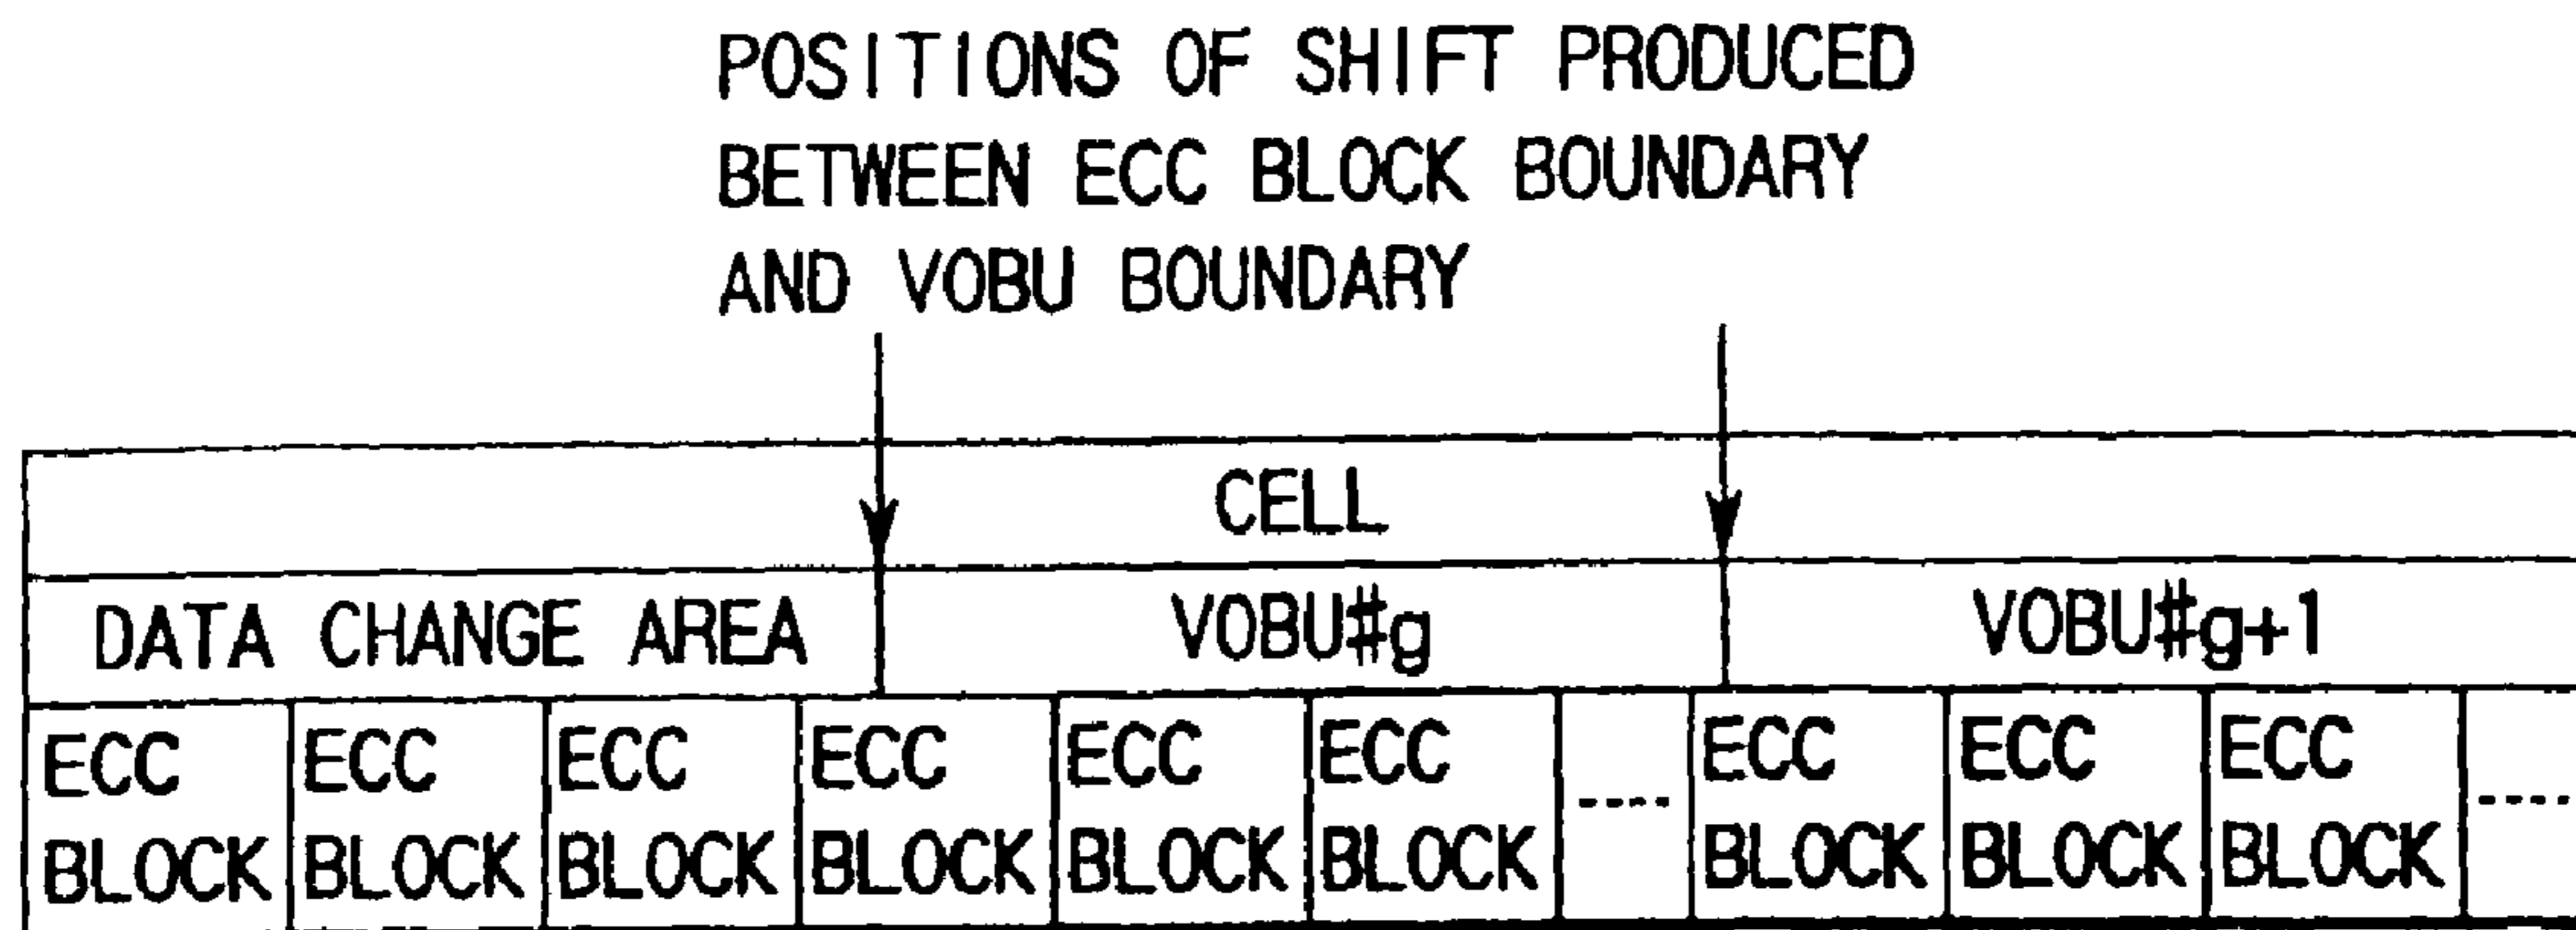 POSITIONS OF SHIFT PRODUCED
BETWEEN ECC BLOCK BOUNDARY
AND VOBU BOUNDARY
CELL
DATA CHANGE AREA VOBU#g VOBU#g+1
ECC ECC ECC ECC ECC ECC ---- ECC ECC ECC ----
BLOCK BLOCK BLOCK BLOCK BLOCK BLOCK BLOCK BLOCK BLOCK